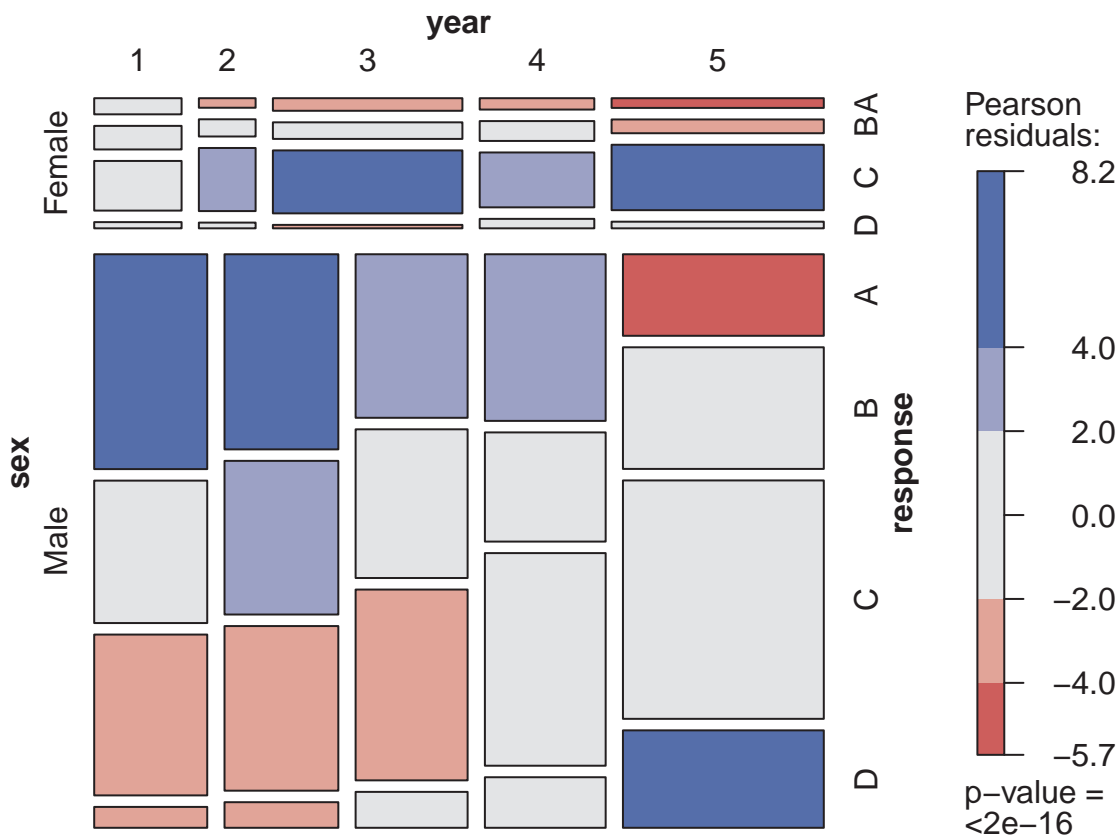 year
1 2 3 4 5
Female
A
B
C
D
sex
Male
A
B
C
D
response
Pearson
residuals:
8.2
4.0
2.0
0.0
−2.0
−4.0
−5.7
p−value =
<2e−16